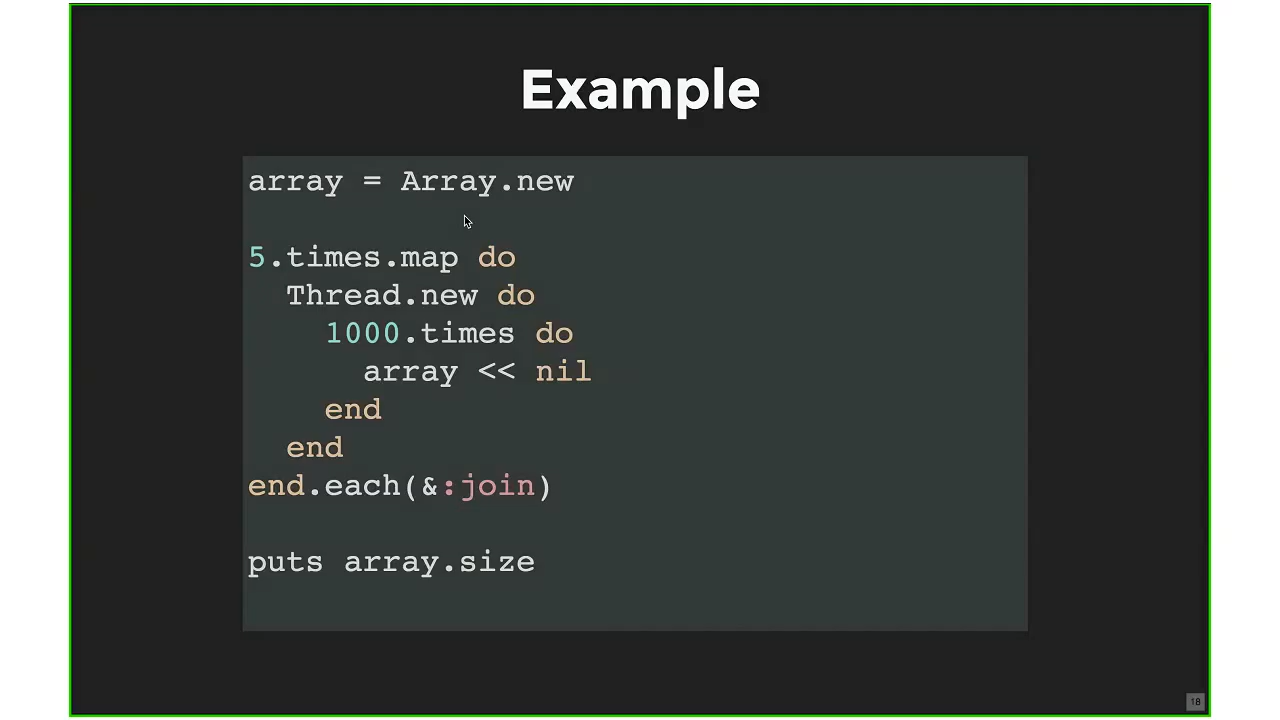 Example
array = Array.new
5.times.map do
  Thread.new do
    1000.times do
      array << nil
    end
  end
end.each(&:join)
puts array.size
18